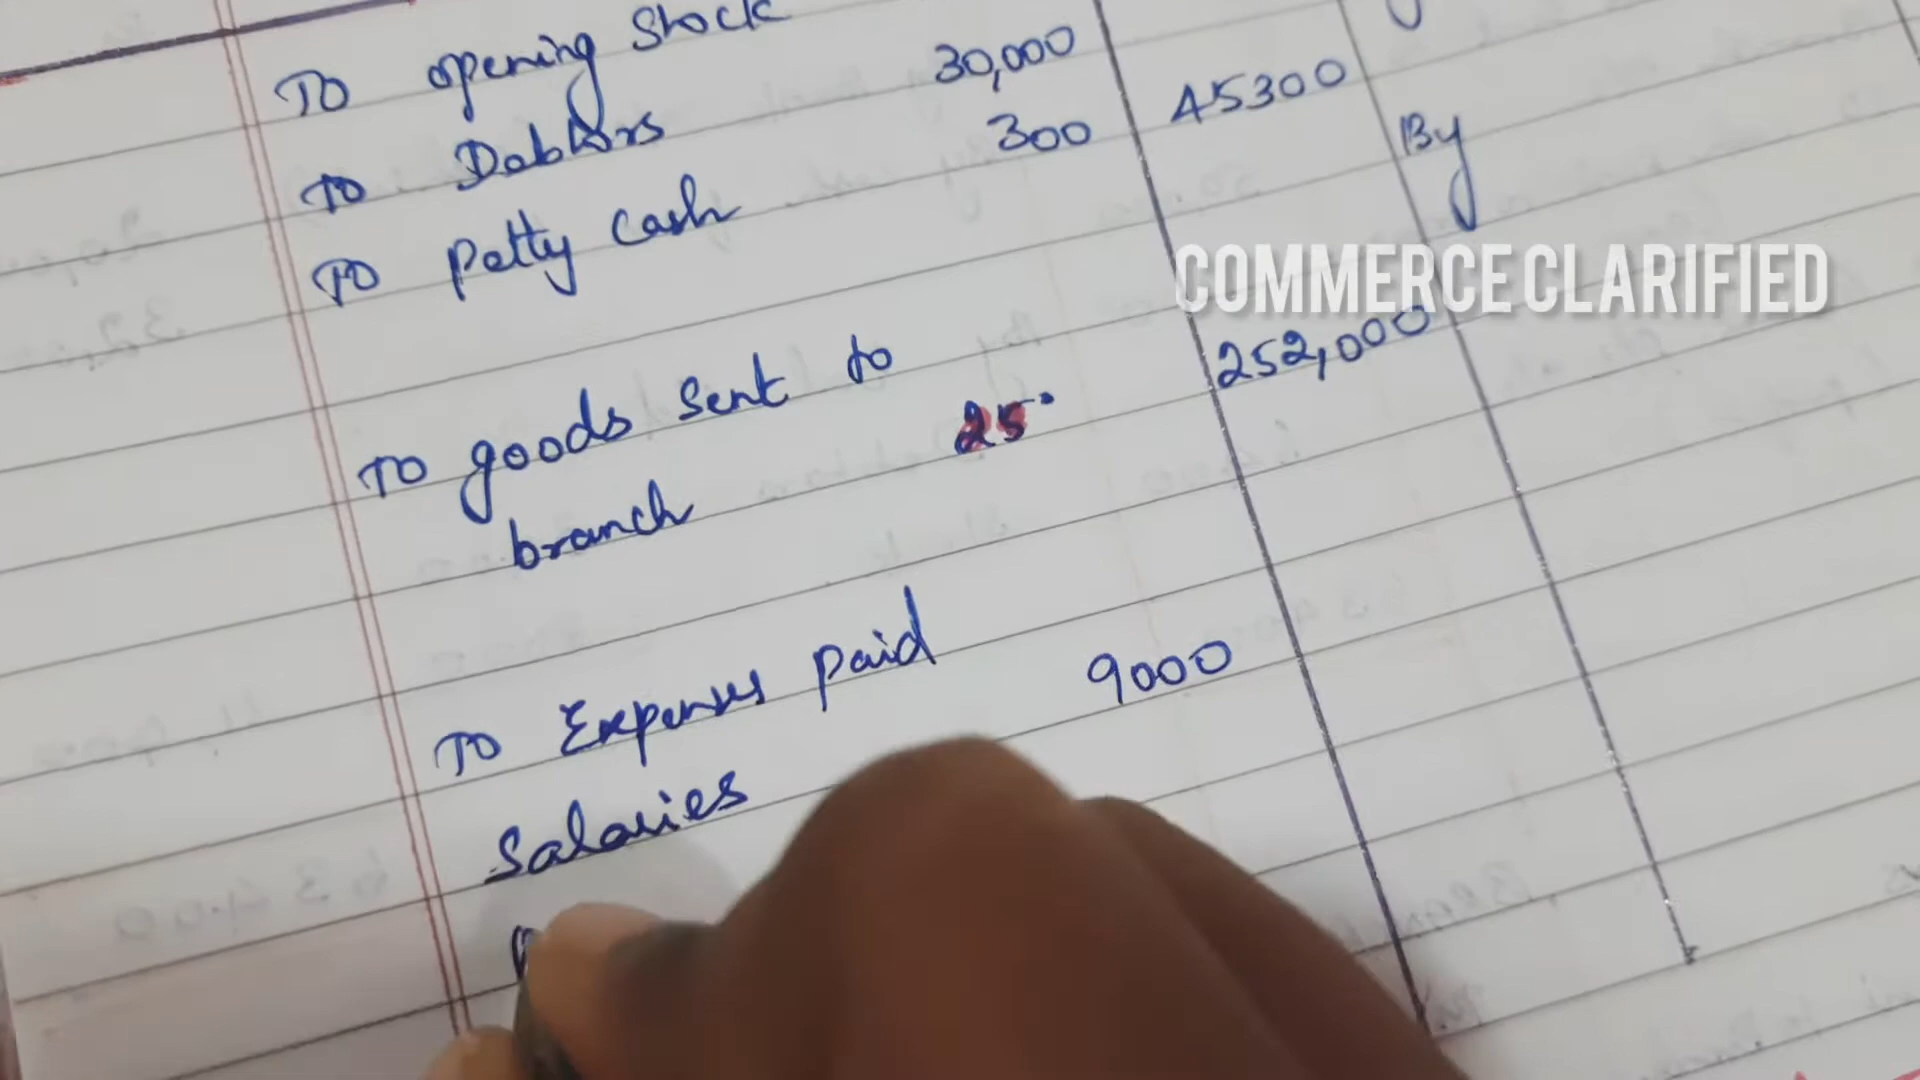 To opening Stock
To Debtors 30,000
To Petty cash 300 45300
By
COMMERCE CLARIFIED
To goods sent to 252,000
branch 25
To Expenses paid
Salaries 9000